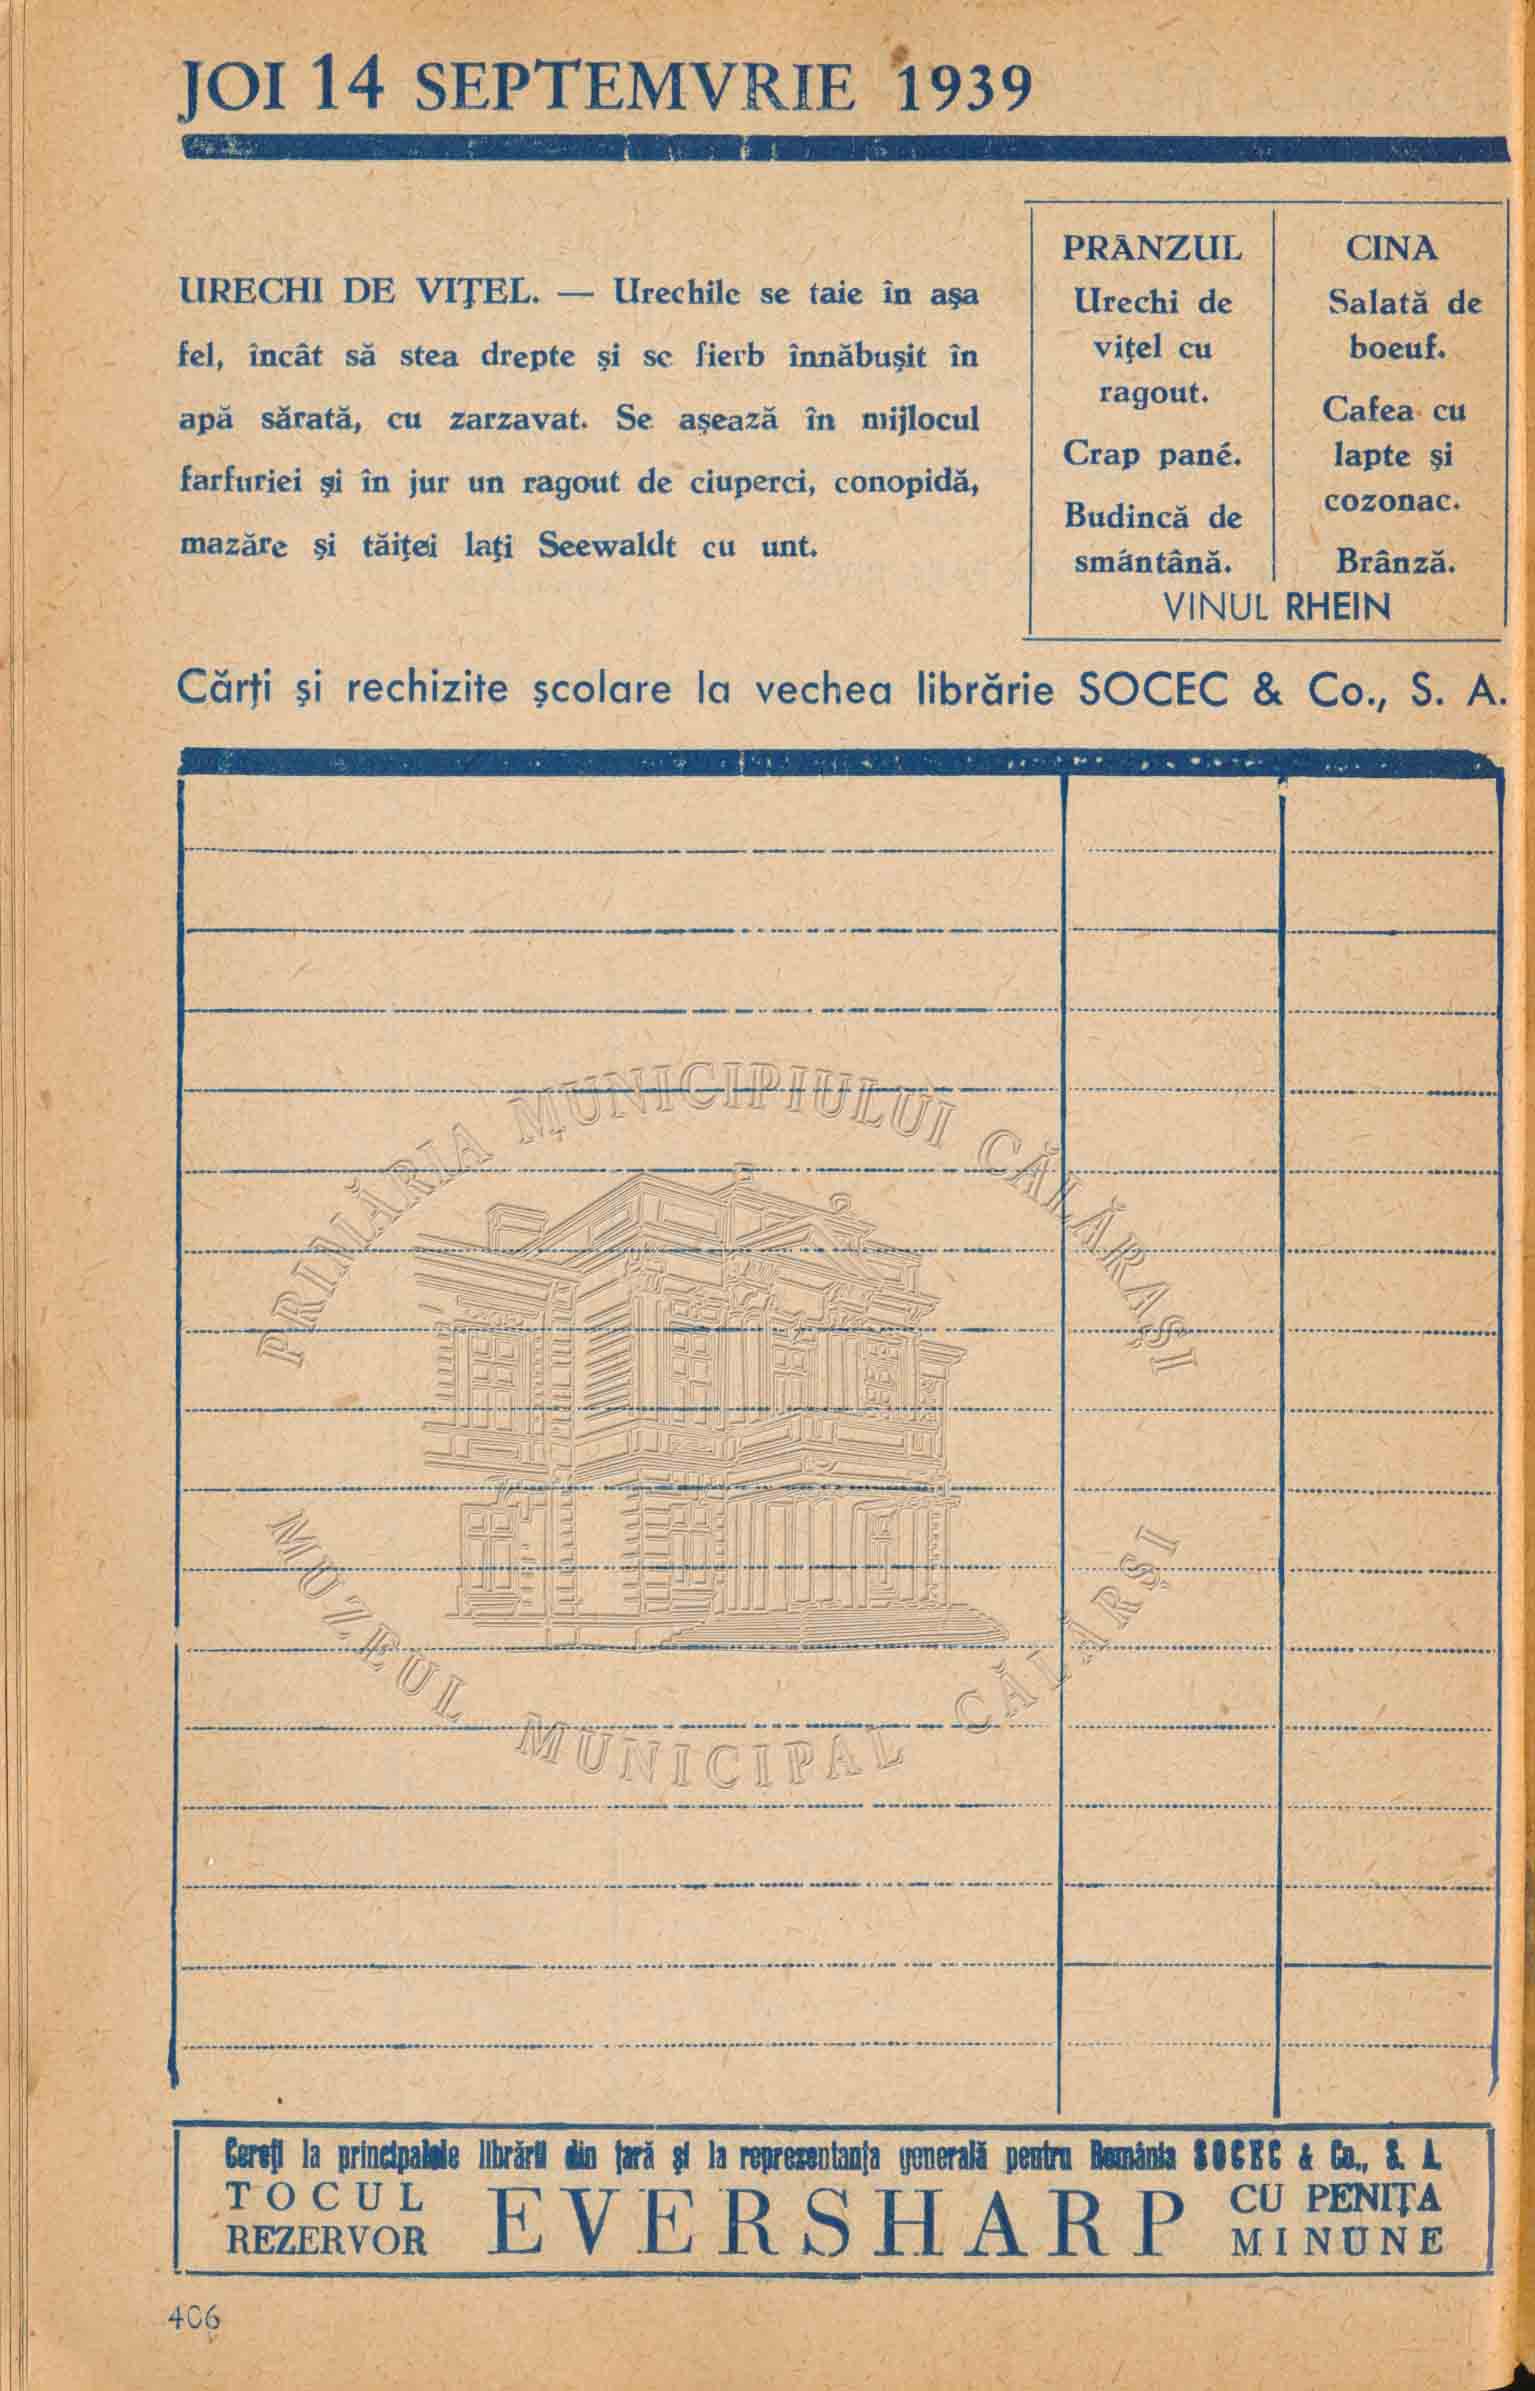 JOI 14 SEPTEMVRIE 1939
URECHI DE VIŢEL. — Urechile se taie în aşa
fel, încât să stea drepte şi se fierb înnăbuşit în
apă sărată, cu zarzavat. Se aşează în mijlocul
farfuriei şi în jur un ragout de ciuperci, conopidă,
mazăre şi tăiţei laţi Seewaldt cu unt.
PRÂNZUL
Urechi de
viţel cu
ragout.
Crap pané.
Budincă de
smântână.
CINA
Salată de
boeuf.
Cafea cu
lapte şi
cozonac.
Brânză.
VINUL RHEIN
Cărţi şi rechizite şcolare la vechea librărie SOCEC & Co., S. A.
PRIMĂRIA MUNICIPIULUI CĂLĂRAŞI
MUZEUL MUNICIPAL CĂLĂRŞI
Cereţi la principalele librării din ţară şi la reprezentanţa generală pentru România SOCEC & Co., S. A.
TOCUL
REZERVOR
EVERSHARP
CU PENIŢA
MINUNE
406